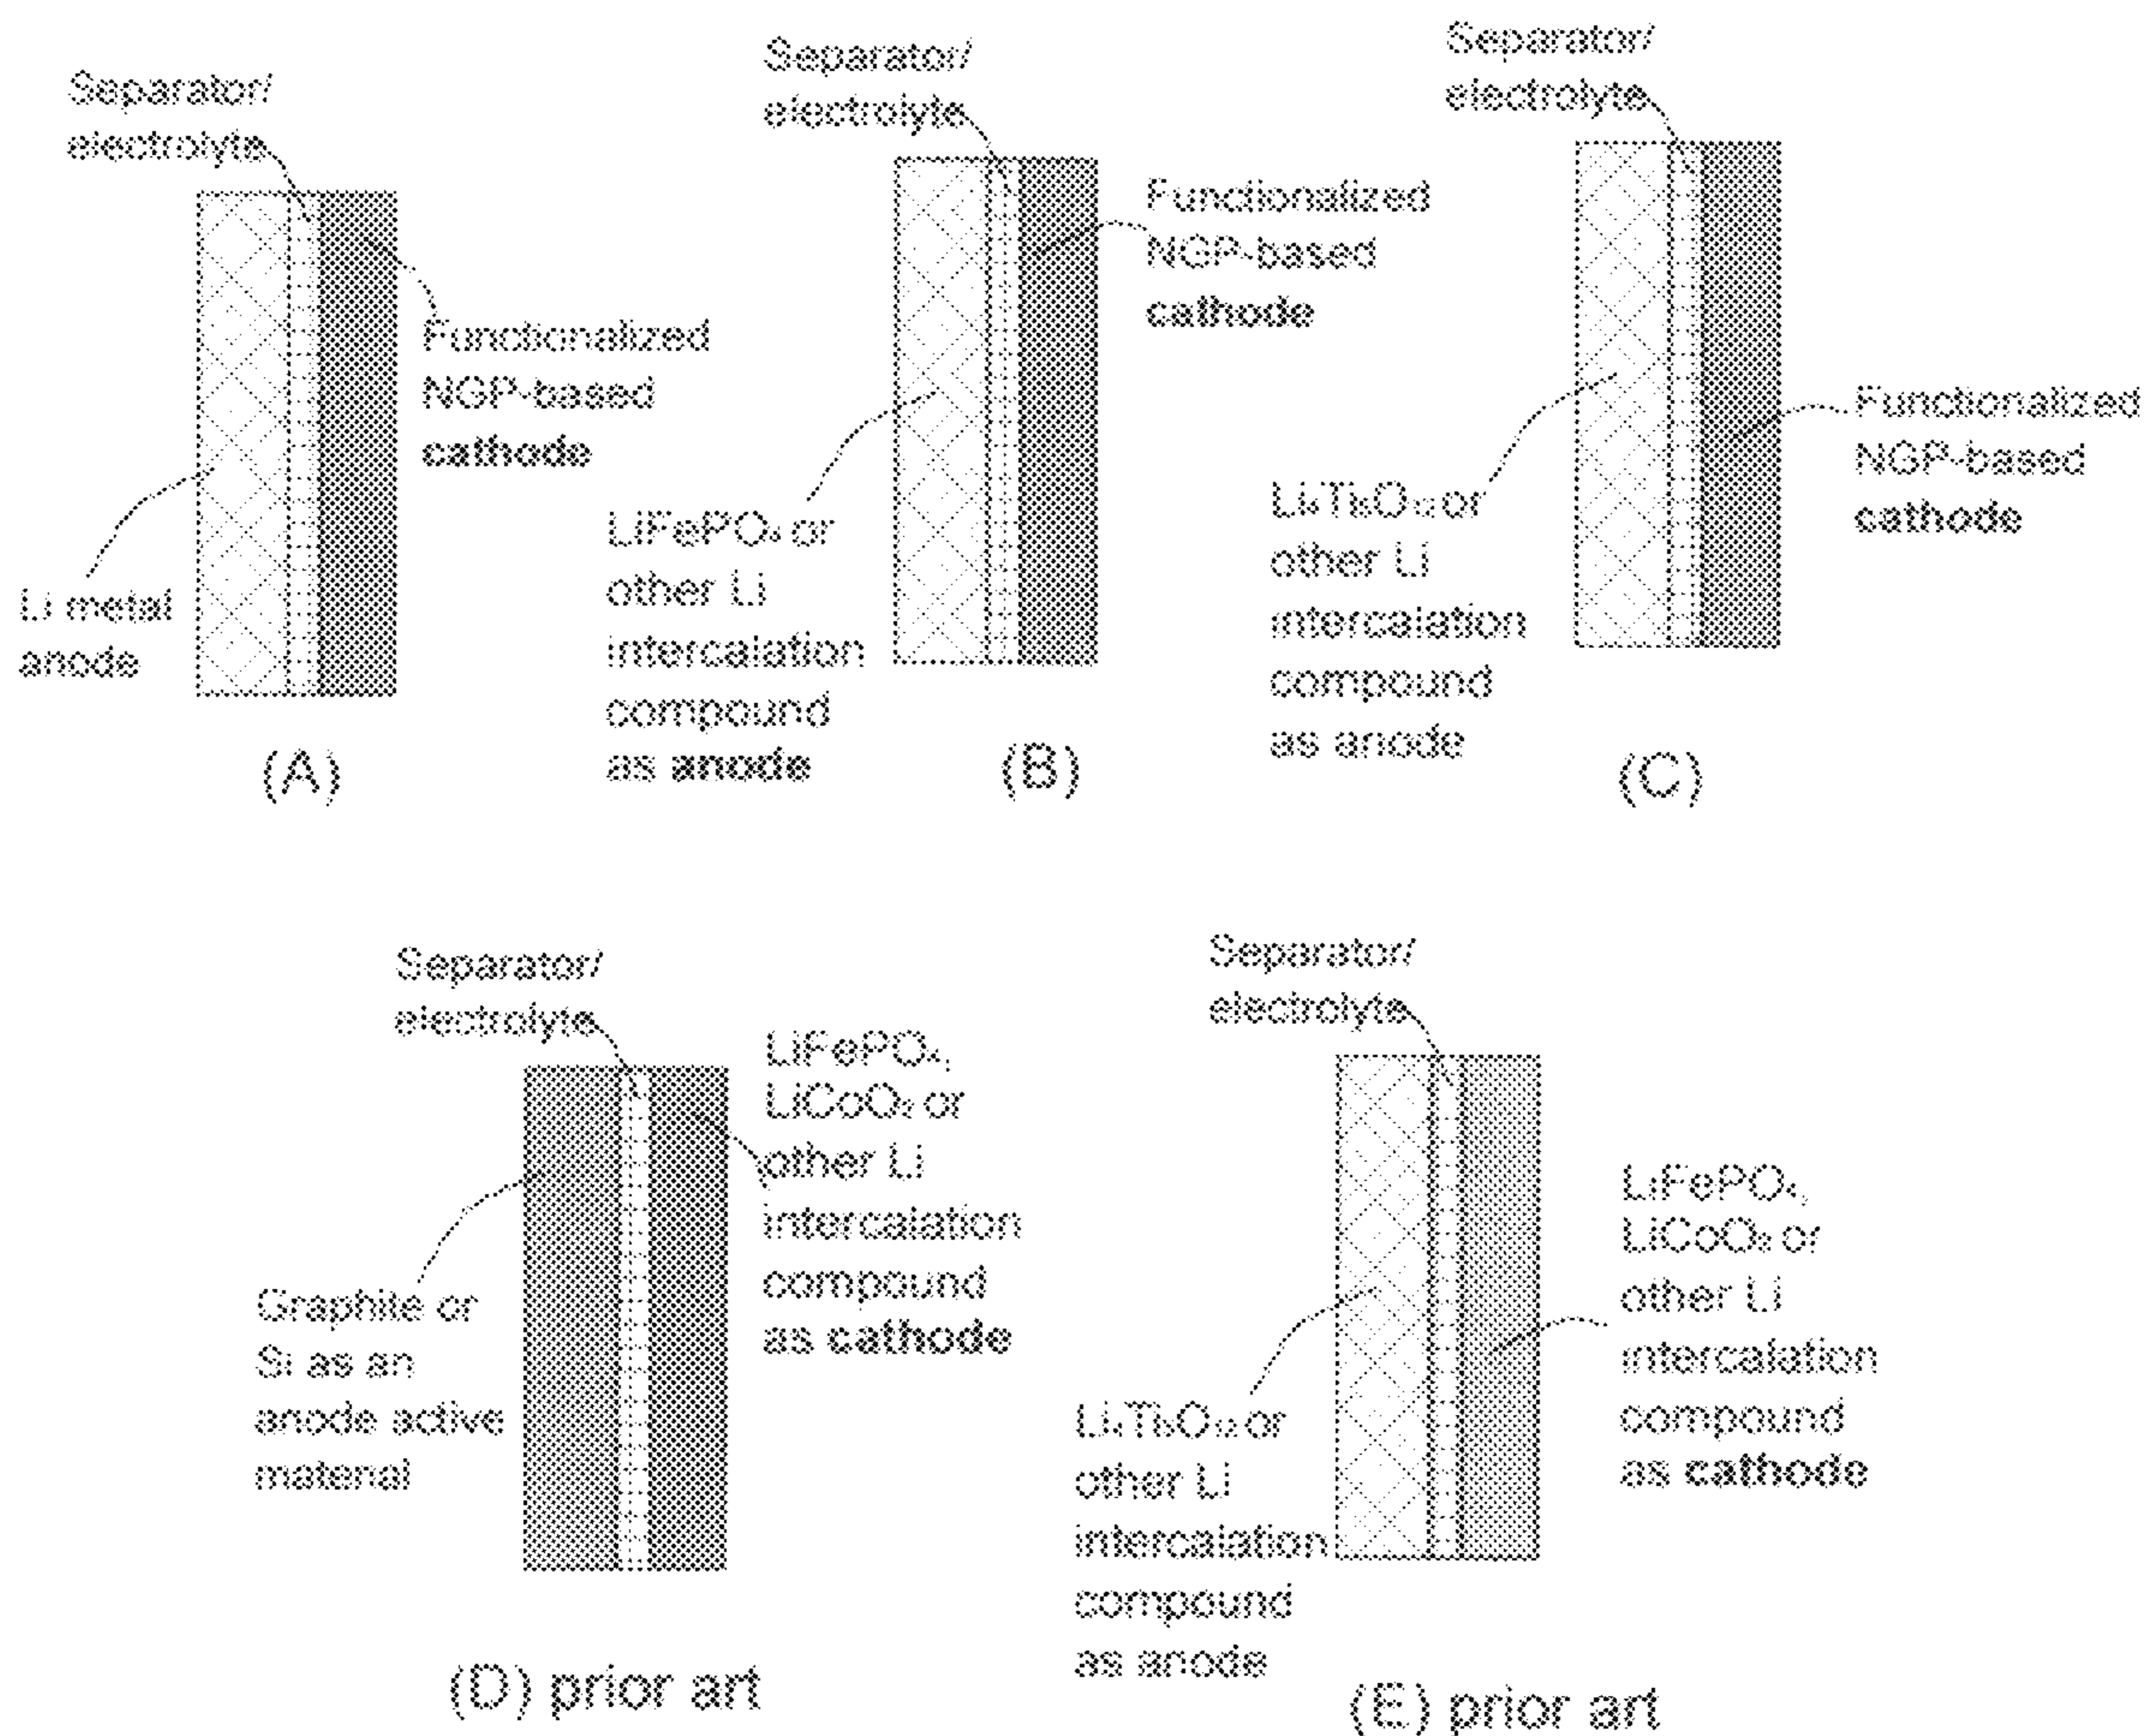 Separator/
electrolyte
Functionalized
NGP-based
cathode
Li metal
anode
(A)
Separator/
electrolyte
Functionalized
NGP-based
cathode
LiFePO₄ or
other Li
intercalation
compound
as anode
(B)
Separator/
electrolyte
Functionalized
NGP-based
cathode
Li₄Ti₅O₁₂ or
other Li
intercalation
compound
as anode
(C)
Separator/
electrolyte
LiFePO₄,
LiCoO₂ or
other Li
intercalation
compound
as cathode
Graphite or
Si as an
anode active
material
(D) prior art
Separator/
electrolyte
LiFePO₄,
LiCoO₂ or
other Li
intercalation
compound
as cathode
Li₄Ti₅O₁₂ or
other Li
intercalation
compound
as anode
(E) prior art